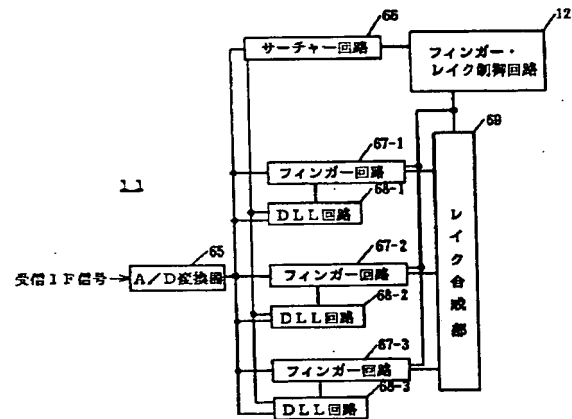 66
サーチャー回路
12
フィンガー・
レイク制御回路
69
67-1
フィンガー回路
68-1
DLL回路
11
65
受信IF信号
A/D変換器
67-2
フィンガー回路
68-2
DLL回路
67-3
フィンガー回路
68-3
DLL回路
レイク合成部